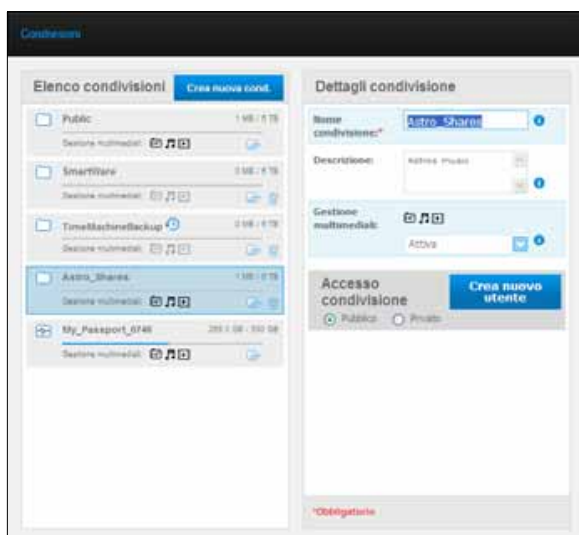 Condivisioni
Elenco condivisioni
Crea nuova cond.
Public
Gestione multimediali:
SmartWare
Gestione multimediali:
TimeMachineBackup
Gestione multimediali:
Astro_Shares
Gestione multimediali:
My_Passport_0748
Gestione multimediali:
Dettagli condivisione
Nome
condivisione:*
Astro_Shares
Descrizione:
Gestione
multimediali:
Attiva
Accesso
condivisione
Crea nuovo
utente
Pubblico
Privato
*Obbligatorio